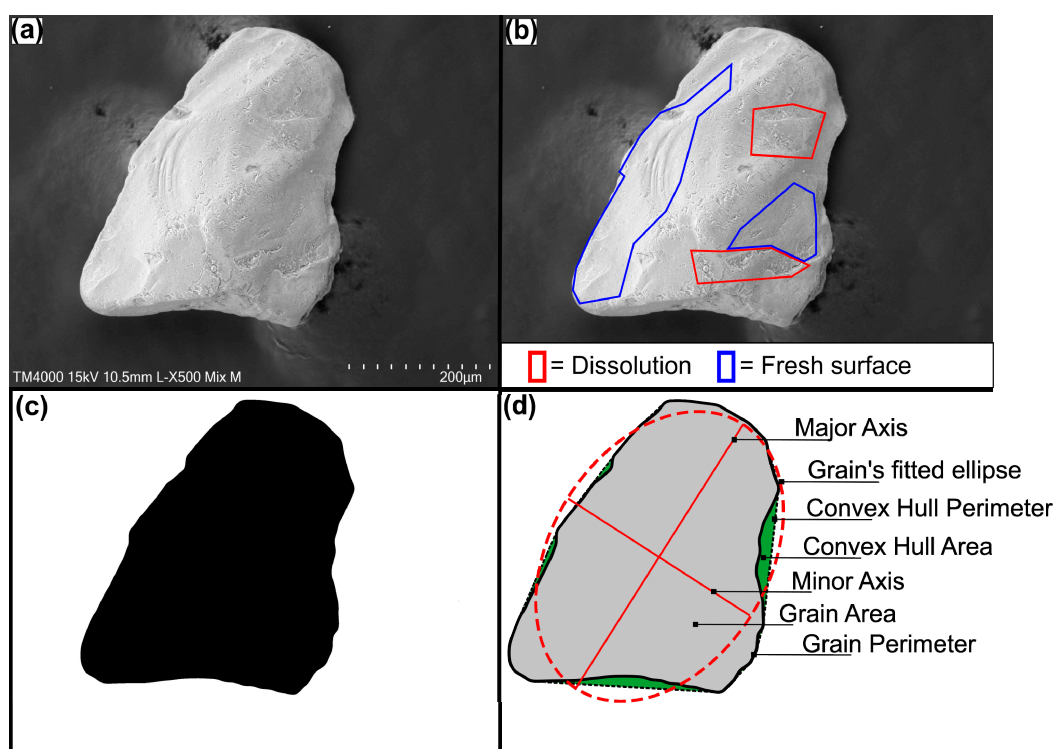 (a)
(b)
TM4000 15kV 10.5mm L-X500 Mix M
200µm
= Dissolution
= Fresh surface
(c)
(d)
Major Axis
Grain's fitted ellipse
Convex Hull Perimeter
Convex Hull Area
Minor Axis
Grain Area
Grain Perimeter